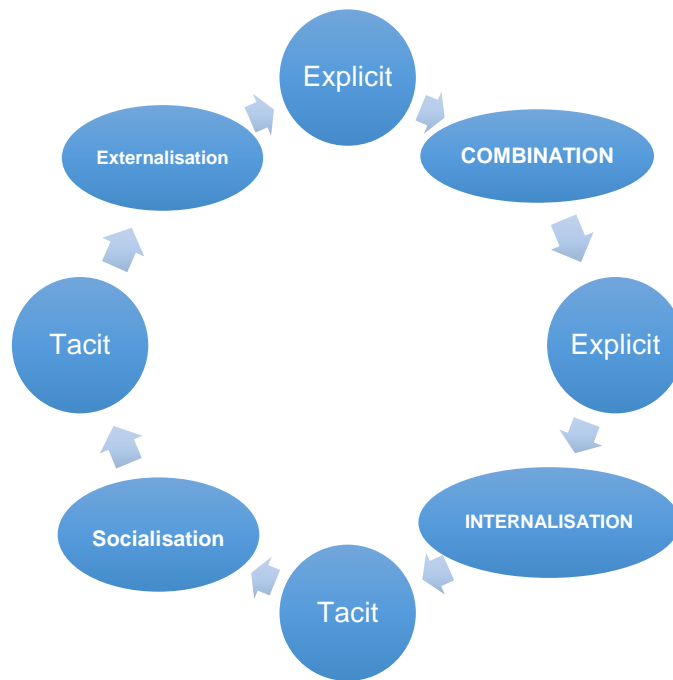 Explicit
Externalisation
COMBINATION
Tacit
Explicit
Socialisation
INTERNALISATION
Tacit